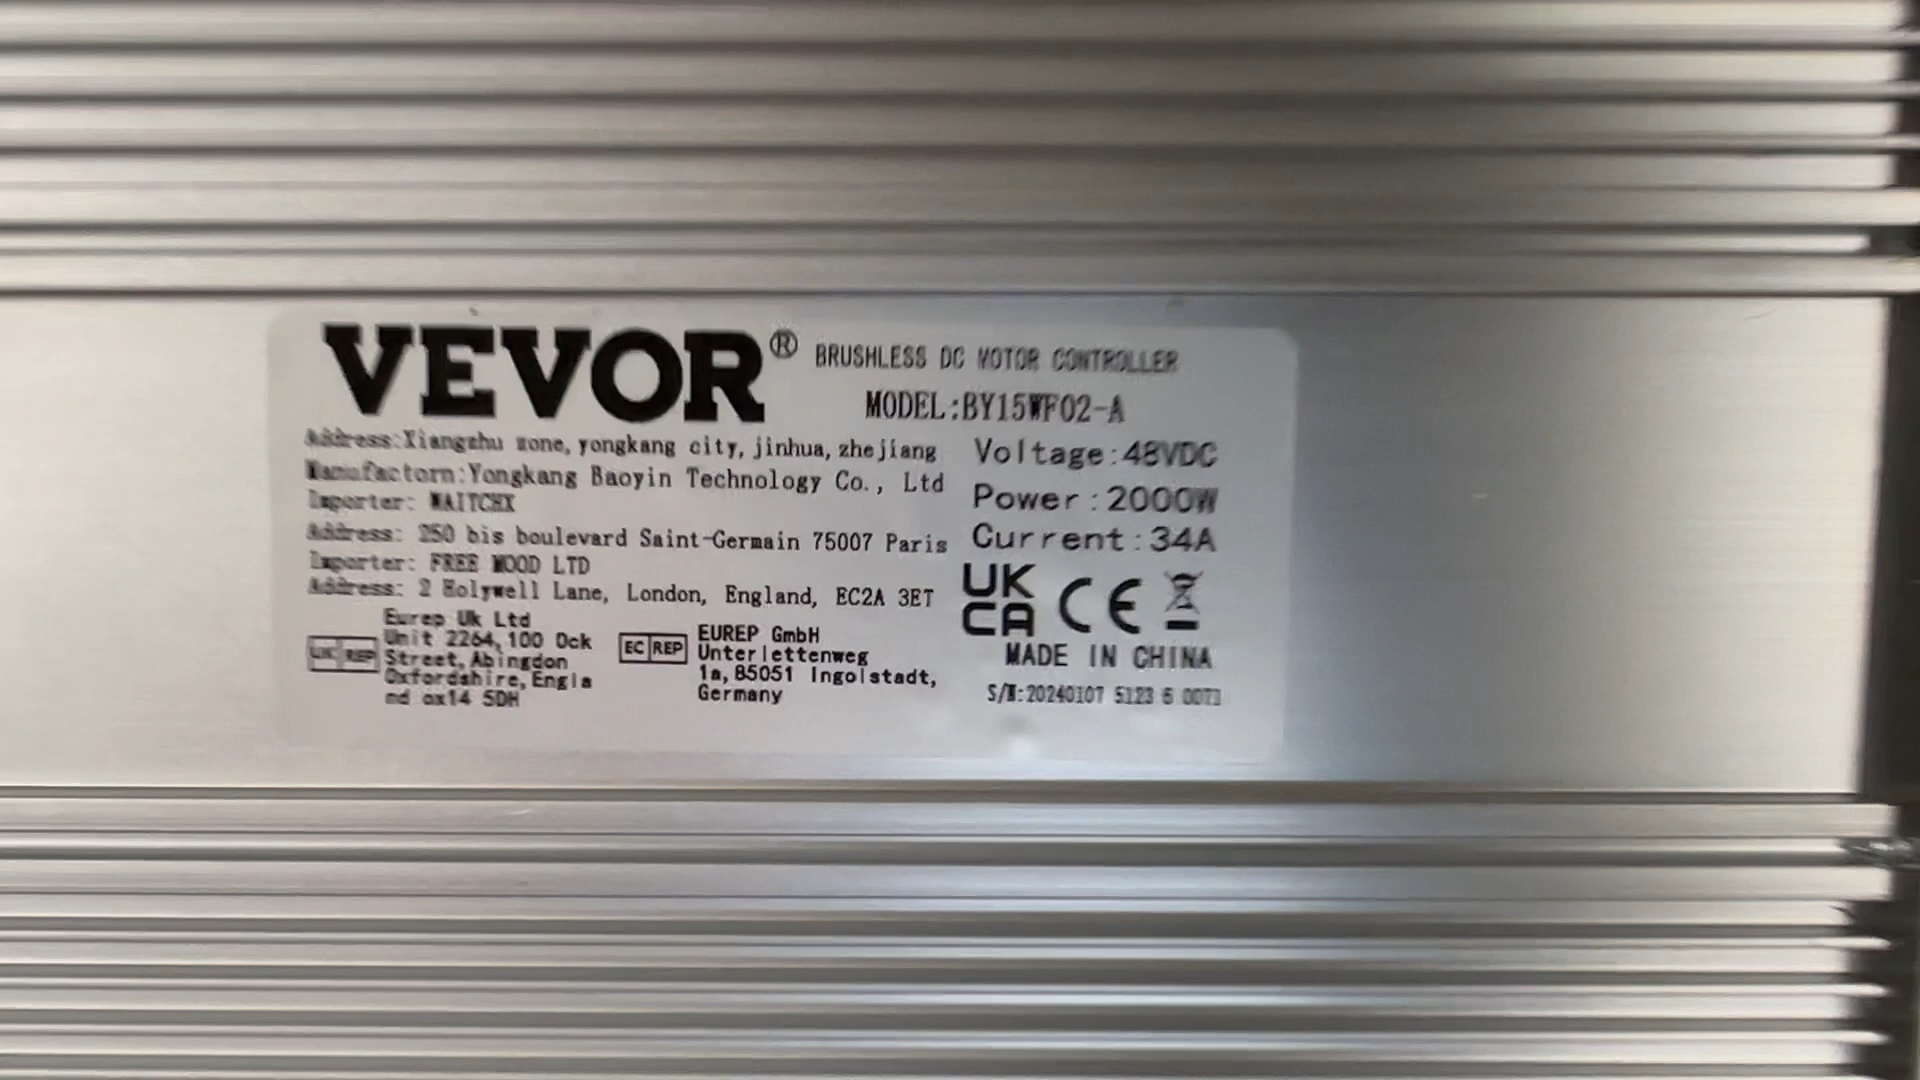 VEVOR® BRUSHLESS DC MOTOR CONTROLLER
MODEL:BY15WF02-A
Address:Xiangzhu zone, yongkang city, jinhua, zhejiang
Manufactorn:Yongkang Baoyin Technology Co., Ltd
Importer: WAITCHX
Address: 250 bis boulevard Saint-Germain 75007 Paris
Importer: FREE MOOD LTD
Address: 2 Holywell Lane, London, England, EC2A 3ET
Voltage:48VDC
Power:2000W
Current:34A
UK REP
Eurep Uk Ltd
Unit 2264, 100 Ock
Street, Abingdon
Oxfordshire, Engla
nd ox14 5DH
EC REP
EUREP GmbH
Unterlettenweg
1a, 85051 Ingolstadt,
Germany
UK
CA
CE
MADE IN CHINA
S/N:20240107 5123 6